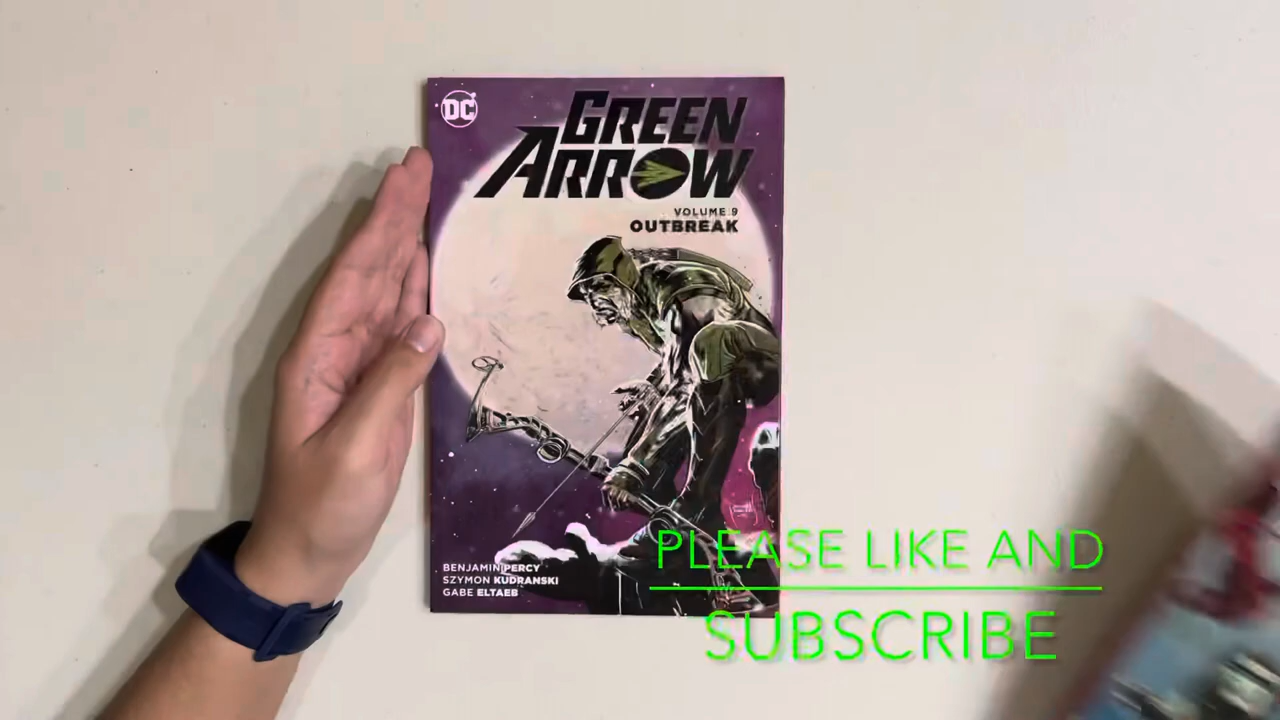 DC
GREEN
ARROW
VOLUME 9
OUTBREAK
BENJAMIN PERCY
SZYMON KUDRANSKI
GABE ELTAEB
PLEASE LIKE AND
SUBSCRIBE